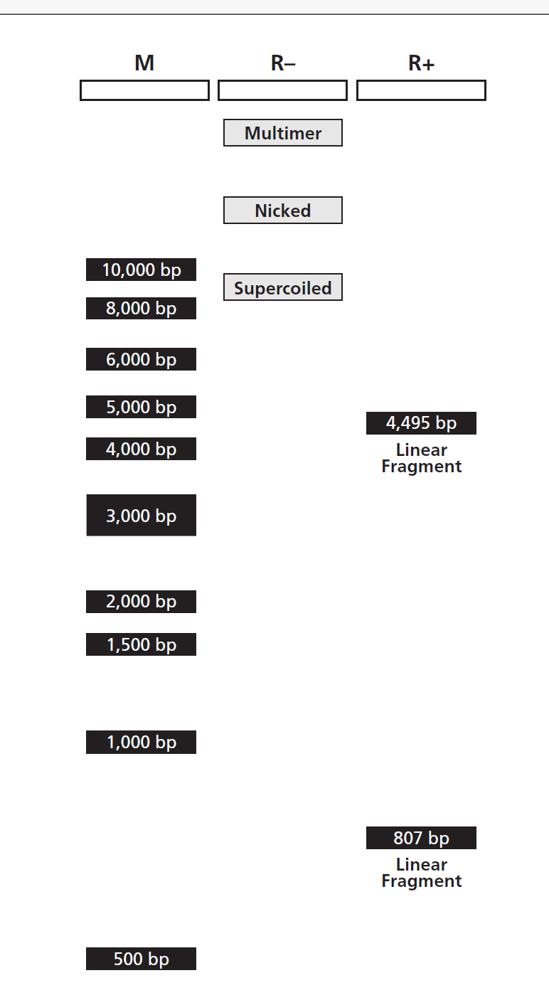 M
R–
R+
Multimer
Nicked
10,000 bp
Supercoiled
8,000 bp
6,000 bp
5,000 bp
4,495 bp
4,000 bp
Linear
Fragment
3,000 bp
2,000 bp
1,500 bp
1,000 bp
807 bp
Linear
Fragment
500 bp